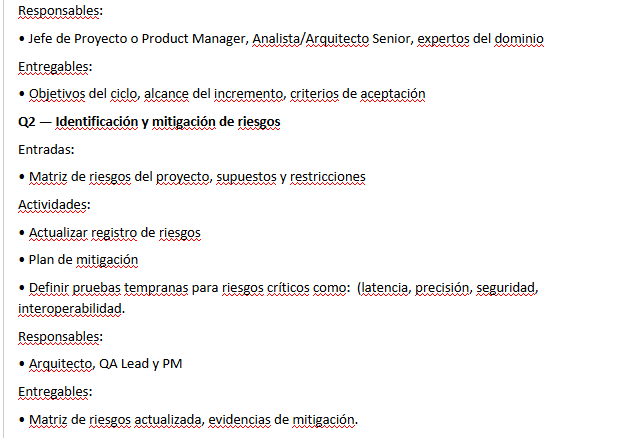 Responsables:
• Jefe de Proyecto o Product Manager, Analista/Arquitecto Senior, expertos del dominio
Entregables:
• Objetivos del ciclo, alcance del incremento, criterios de aceptación
Q2 — Identificación y mitigación de riesgos
Entradas:
• Matriz de riesgos del proyecto, supuestos y restricciones
Actividades:
• Actualizar registro de riesgos
• Plan de mitigación
• Definir pruebas tempranas para riesgos críticos como:  (latencia, precisión, seguridad,
interoperabilidad.
Responsables:
• Arquitecto, QA Lead y PM
Entregables:
• Matriz de riesgos actualizada, evidencias de mitigación.